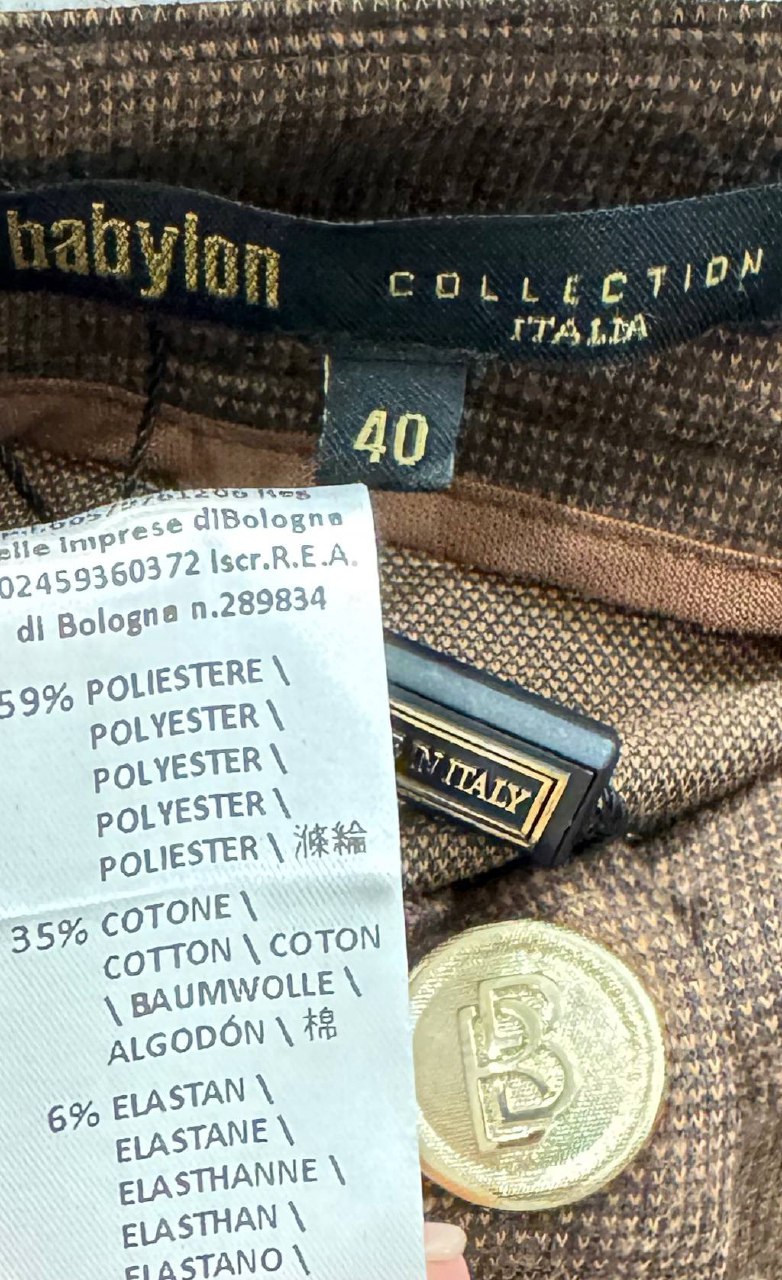 babylon
COLLECTION
ITALIA
40
elle imprese diBologna
02459360372 Iscr.R.E.A.
di Bologna n.289834
59% POLIESTERE \
POLYESTER \
POLYESTER \
POLYESTER \
POLIESTER \ 滌綸
35% COTONE \
COTTON \ COTON
\ BAUMWOLLE \
ALGODÓN \ 棉
6% ELASTAN \
ELASTANE \
ELASTHANNE \
ELASTHAN \
ELASTANO \
IN ITALY
B